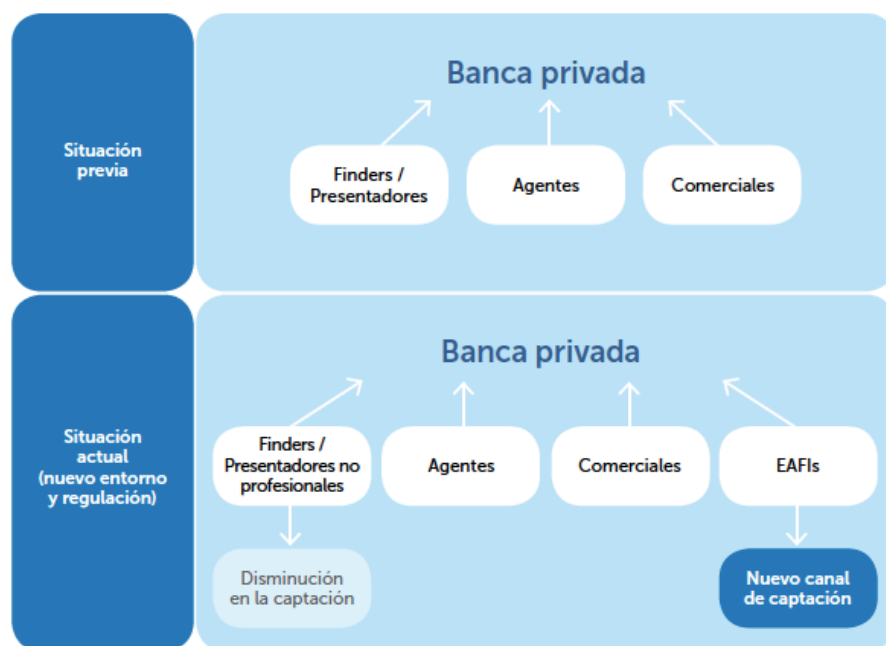 Situación
previa
Banca privada
Finders /
Presentadores
Agentes
Comerciales
Situación
actual
(nuevo entorno
y regulación)
Banca privada
Finders /
Presentadores no
profesionales
Agentes
Comerciales
EAFIs
Disminución
en la captación
Nuevo canal
de captación